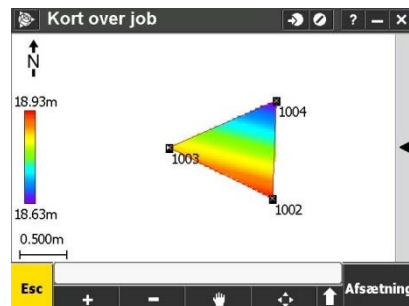 Kort over job
?
N
18.93m
18.63m
0.500m
1004
1003
1002
Esc
Afsætning